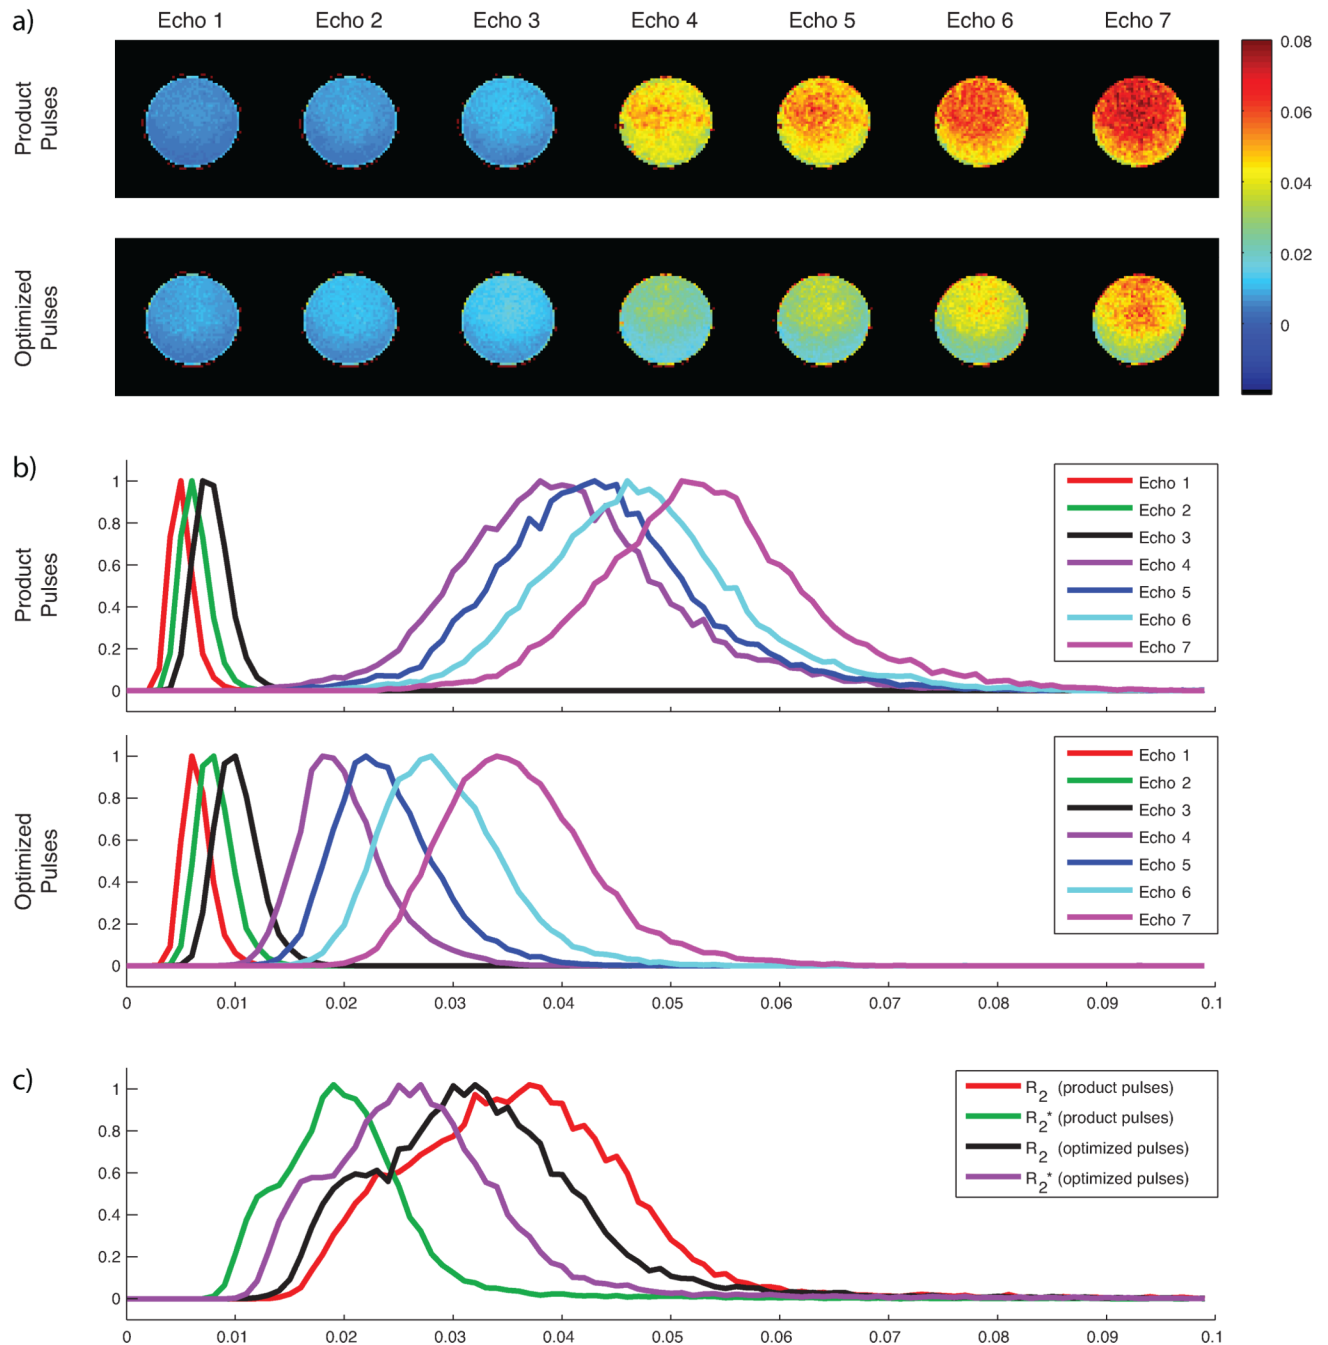 a)
Echo 1 Echo 2 Echo 3 Echo 4 Echo 5 Echo 6 Echo 7
Product
Pulses
0.08
0.06
0.04
0.02
0
Optimized
Pulses
b)
Product
Pulses
1
0.8
0.6
0.4
0.2
0
Echo 1
Echo 2
Echo 3
Echo 4
Echo 5
Echo 6
Echo 7
Optimized
Pulses
1
0.8
0.6
0.4
0.2
0
Echo 1
Echo 2
Echo 3
Echo 4
Echo 5
Echo 6
Echo 7
0 0.01 0.02 0.03 0.04 0.05 0.06 0.07 0.08 0.09 0.1
c)
1
0.8
0.6
0.4
0.2
0
R2 (product pulses)
R2* (product pulses)
R2 (optimized pulses)
R2* (optimized pulses)
0 0.01 0.02 0.03 0.04 0.05 0.06 0.07 0.08 0.09 0.1